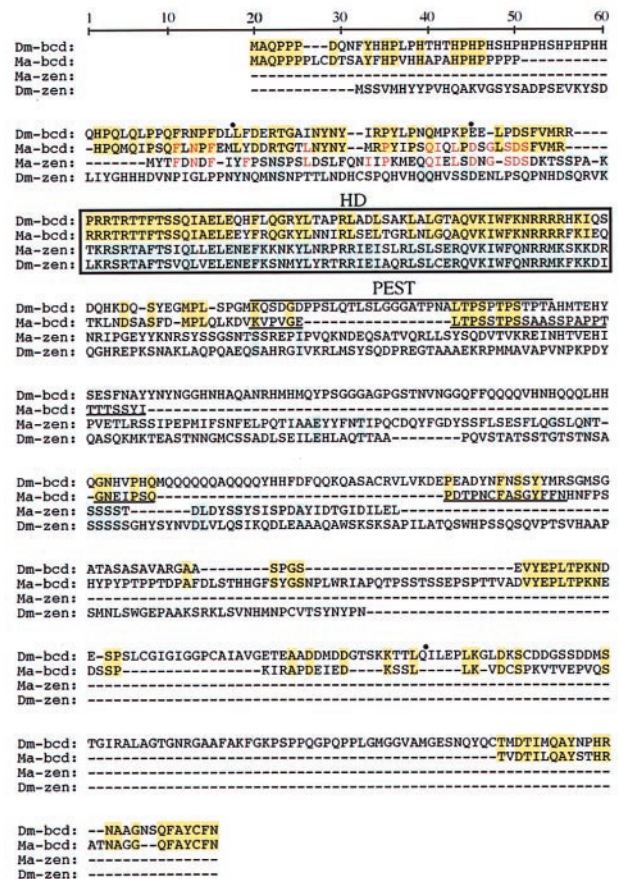 1 10 20 30 40 50 60
Dm-bcd: MAQPPP---DQNFYHHPLPHTHTHPHPHSHPHPHSHPHPHH
Ma-bcd: MAQPPPPLCDTSAYFHPVHHAPAHPHPPPPP----------
Ma-zen: -----------------------------------------
Dm-zen: ----------MSSVMHYYPVHQAKVGSYSADPSEVKYSD
Dm-bcd: QHPQLQLPPQFRNPFDLLFDERTGAINYNY--IRPYLPNQMPKPEE-LPDSFVMRR----
Ma-bcd: HPQMQIPSQFLNPFEMLYDDRTGTLNYNY--MRPYIPSQIQLPDSGLSDSFVMR------
Ma-zen: ----MYTFDNDF-IYFPSNSPSLDSLFQNIIPKMEQQIELSDNG-SDSDKTSSPA-K
Dm-zen: LIYGHHHDVNPIGLPPNYNQMNSNPTTLNDHCSPQHVHQQHVSSDENLPSQPNHDSQRVK
HD
Dm-bcd: PRRTRTTFTSSQIAELEQHFLQGRYLTAPRLADLSAKLALGTAQVKIWFKNRRRRHKIQS
Ma-bcd: RRRTRTTFTSSQIAELEEYFRQGKYLNNIRLSELTGRLNLGQAQVKIWFKNRRRRFKIEQ
Ma-zen: TKRSRTAFTSIQLLELENEFKKNKYLNRPRRIEISLRLSLSERQVKIWFQNRRMKSKKDR
Dm-zen: LKRSRTAFTSVQLVELENEFKSNMYLYRTRRIEIAQRLSLCERQVKIWFQNRRMKFKKDI
PEST
Dm-bcd: DQHKDQ-SYEGMPL-SPGMKQSDGDPPSLQTLSLGGGATPNALTPSPTPSTPTAHMTEHY
Ma-bcd: TKLNDSASFD-MPLQLKDVKVPVGE-----------------LTPSSTPSSAASSPAPPT
Ma-zen: NRIPGEYYKNRSYSSGNTSSREPIPVQKNDEQSATVQRLLSYSQDVTVKREINHTVEHI
Dm-zen: QGHREPKSNAKLAQPQAEQSAHRGIVKRLMSYSQDPREGTAAAEKRPMMAVAPVNPKPDY
Dm-bcd: SESFNAYYNYNGGHNHAQANRHMHMQYPSGGGAGPGSTNVNGGQFFQQQQVHNHQQQLHH
Ma-bcd: TTTSSYI-----------------------------------------------------
Ma-zen: PVETLRSSIPEPMIFSNFELPQTIAAEYYFNTIPQCDQYFGDYSSFLSESFLQGSLQNT-
Dm-zen: QASQKMKTEASTNNGMCSSADLSEILEHLAQTTAA------PQVSTATSSTGTSTNSA
Dm-bcd: QGNHVPHQMQQQQQQAQQQQYHHFDFQQKQASACRVLVKDEPEADYNFNSSYYMRSGMSG
Ma-bcd: -GNEIPSQ---------------------------------PDTPNCFASGYFFNHNFPS
Ma-zen: SSSST------DLDYSSYSISPDAYIDTGIDILEL-------------------------
Dm-zen: SSSSSGHYSYNVDLVLQSIKQDLEAAAQAWSKSKSAPILATQSWHPSSQSQVPTSVHAAP
Dm-bcd: ATASASAVARGAA--------SPGS------------------------EVYEPLTPKND
Ma-bcd: HYPYPTPPTDPAFDLSTHHGFSYGSNPLWRIAPQTPSSTSSEPSPTTVADVYEPLTPKNE
Ma-zen: ------------------------------------------------------------
Dm-zen: SMNLSWGEPAAKSRKLSVNHMNPCVTSYNYPN----------------------------
Dm-bcd: E-SPSLCGIGIGGPCAIAVGETEAADDMDDGTSKKTTLQILEPLKGLDKSCDDGSSDDMS
Ma-bcd: DSSP----------------KIRAPDEIED----KSSL-----LK-VDCSPKVTVEPVQS
Ma-zen: ------------------------------------------------------------
Dm-zen: ------------------------------------------------------------
Dm-bcd: TGIRALAGTGNRGAAFAKFGKPSPPQGPQPPLGMGGVAMGESNQYQCTMDTIMQAYNPHR
Ma-bcd: -----------------------------------------------TVDTILQAYSTHR
Ma-zen: ------------------------------------------------------------
Dm-zen: ------------------------------------------------------------
Dm-bcd: --NAAGNSQFAYCFN
Ma-bcd: ATNAGG--QFAYCFN
Ma-zen: ---------------
Dm-zen: ---------------